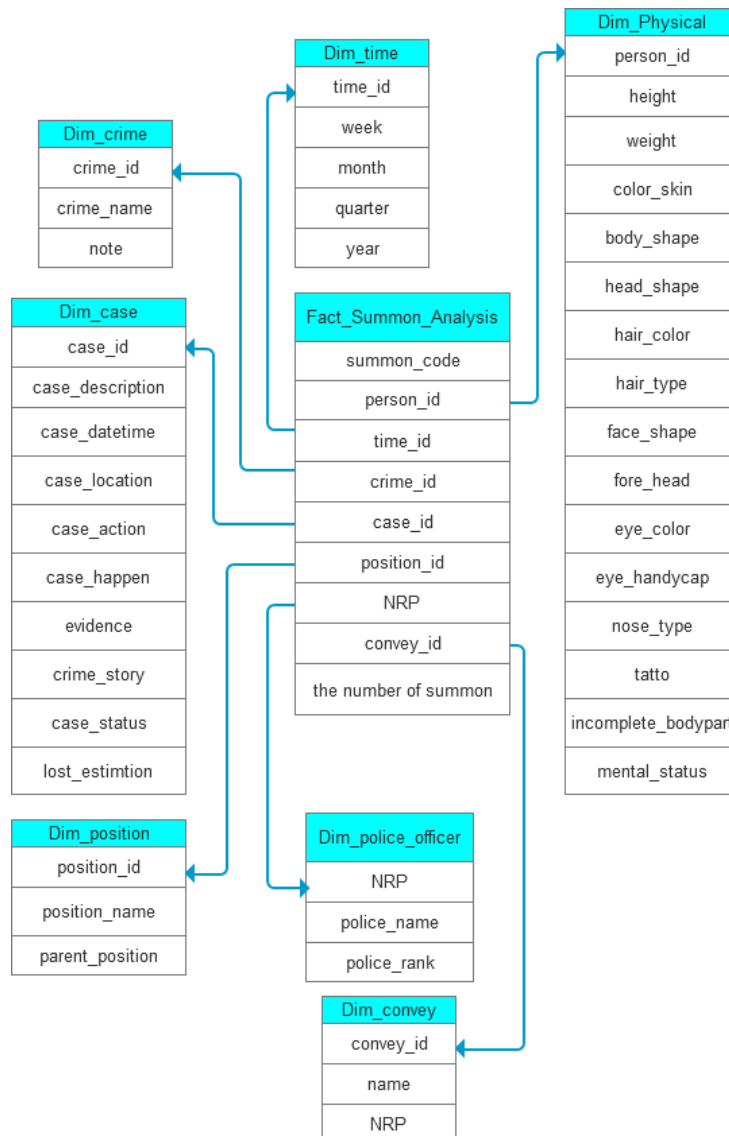 Dim_time
time_id
week
month
quarter
year
Dim_crime
crime_id
crime_name
note
Dim_Physical
person_id
height
weight
color_skin
body_shape
head_shape
hair_color
hair_type
face_shape
fore_head
eye_color
eye_handycap
nose_type
tatto
incomplete_bodypart
mental_status
Dim_case
case_id
case_description
case_datetime
case_location
case_action
case_happen
evidence
crime_story
case_status
lost_estimtion
Fact_Summon_Analysis
summon_code
person_id
time_id
crime_id
case_id
position_id
NRP
convey_id
the number of summon
Dim_position
position_id
position_name
parent_position
Dim_police_officer
NRP
police_name
police_rank
Dim_convey
convey_id
name
NRP